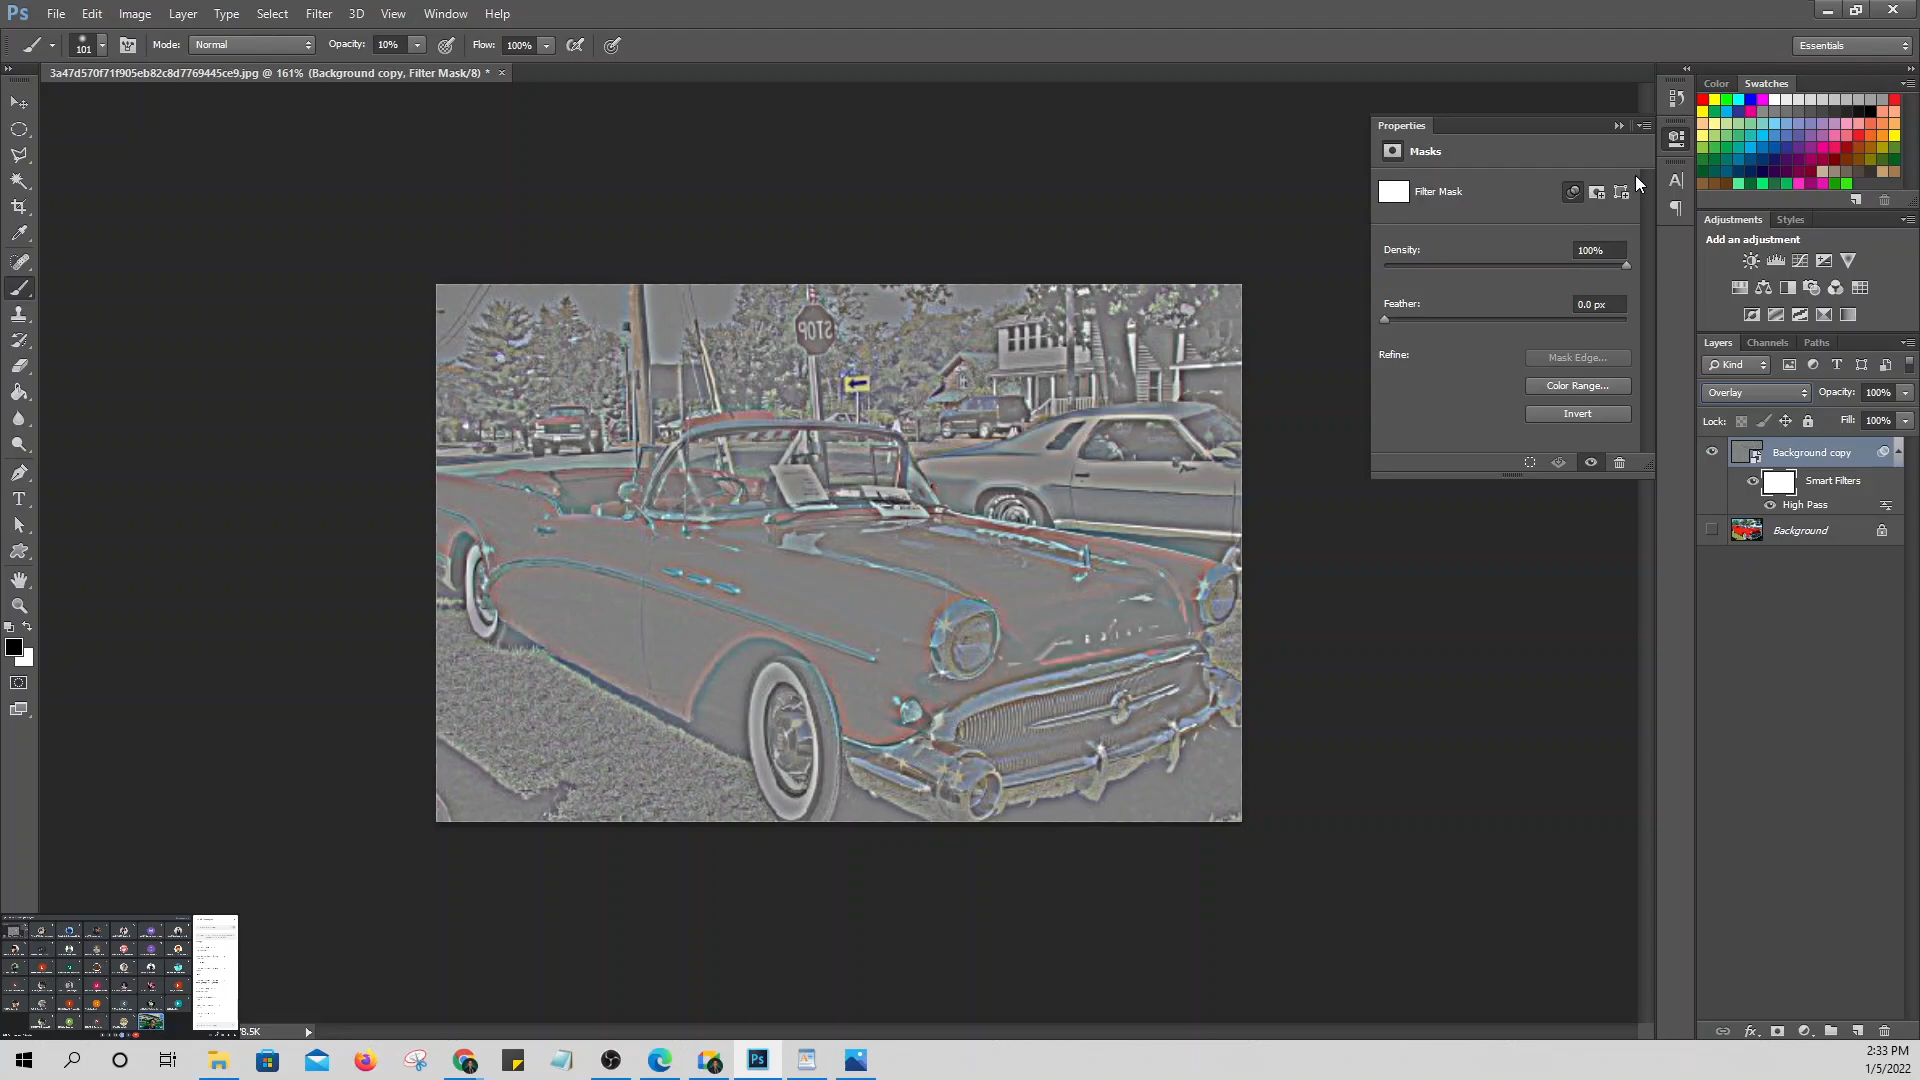 Ps File Edit Image Layer Type Select Filter 3D View Window Help
101 Mode: Normal Opacity: 10% Flow: 100% Essentials
3a47d570f71f905eb82c8d7769445ce9.jpg @ 161% (Background copy, Filter Mask/8) * ×
Color Swatches
Properties
Masks
Filter Mask
Density: 100%
Feather: 0.0 px
Refine: Mask Edge...
Color Range...
Invert
Adjustments Styles
Add an adjustment
Layers Channels Paths
Kind
Overlay Opacity: 100%
Lock: Fill: 100%
Background copy
Smart Filters
High Pass
Background
STOP
8.5K
2:33 PM
1/5/2022